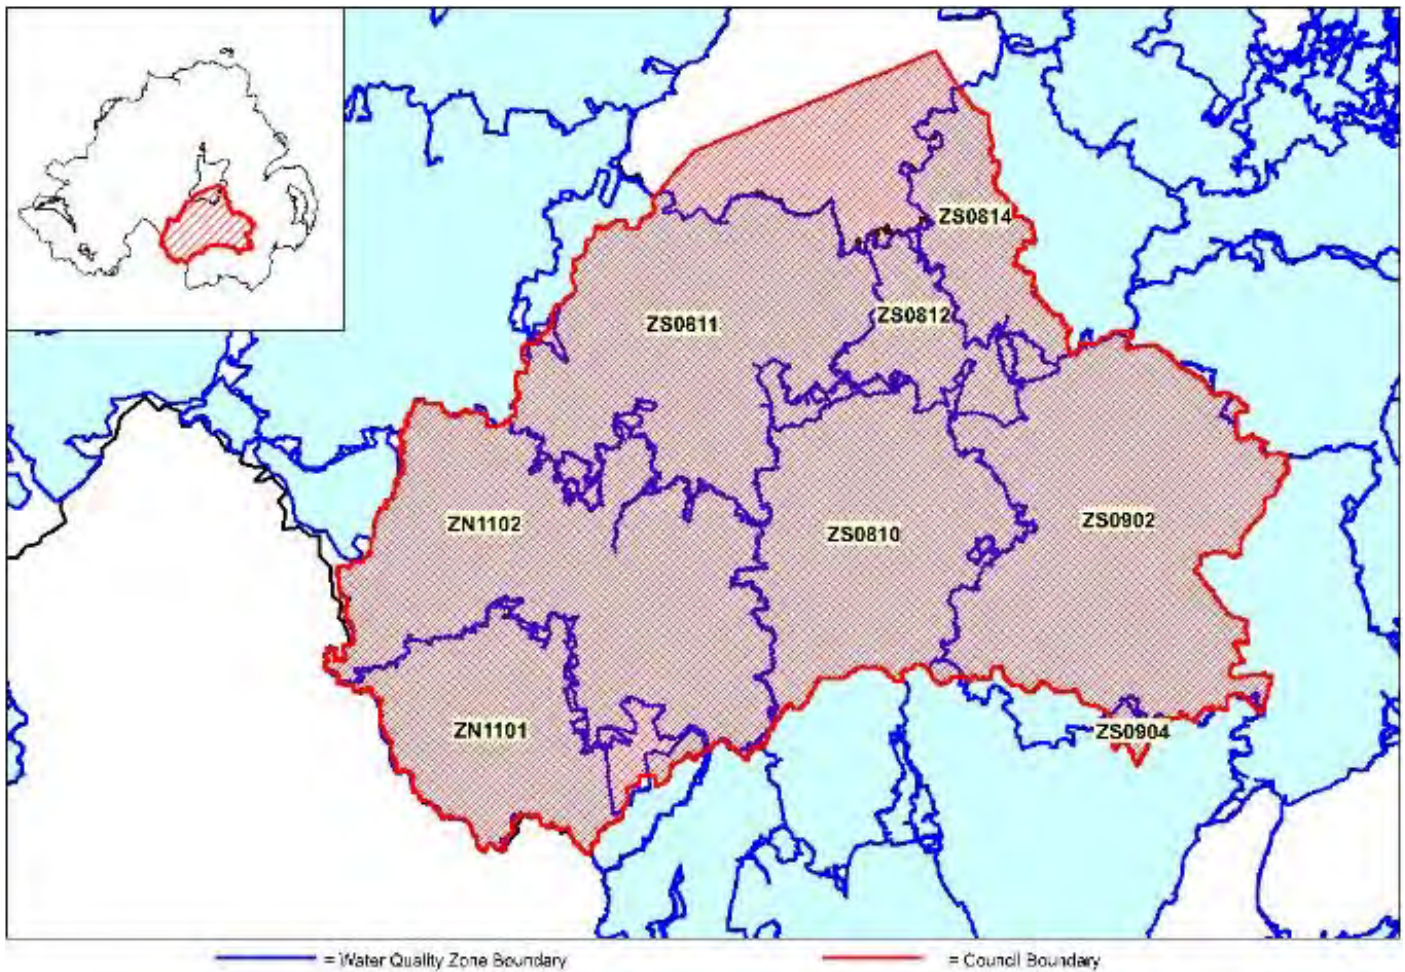 ZS0814
ZS0811
ZS0812
ZN1102
ZS0810
ZS0902
ZN1101
ZS0904
= Water Quality Zone Boundary
= Council Boundary